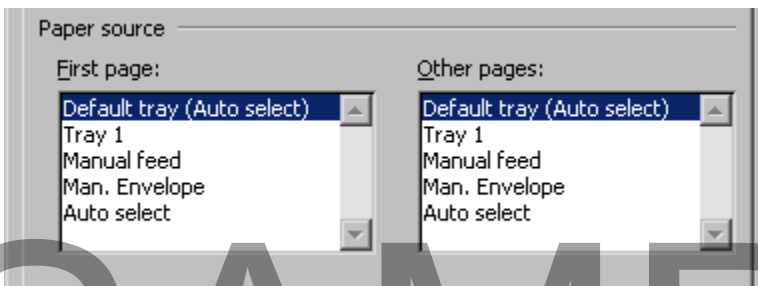 Paper source
First page:
Default tray (Auto select)
Tray 1
Manual feed
Man. Envelope
Auto select
Other pages:
Default tray (Auto select)
Tray 1
Manual feed
Man. Envelope
Auto select